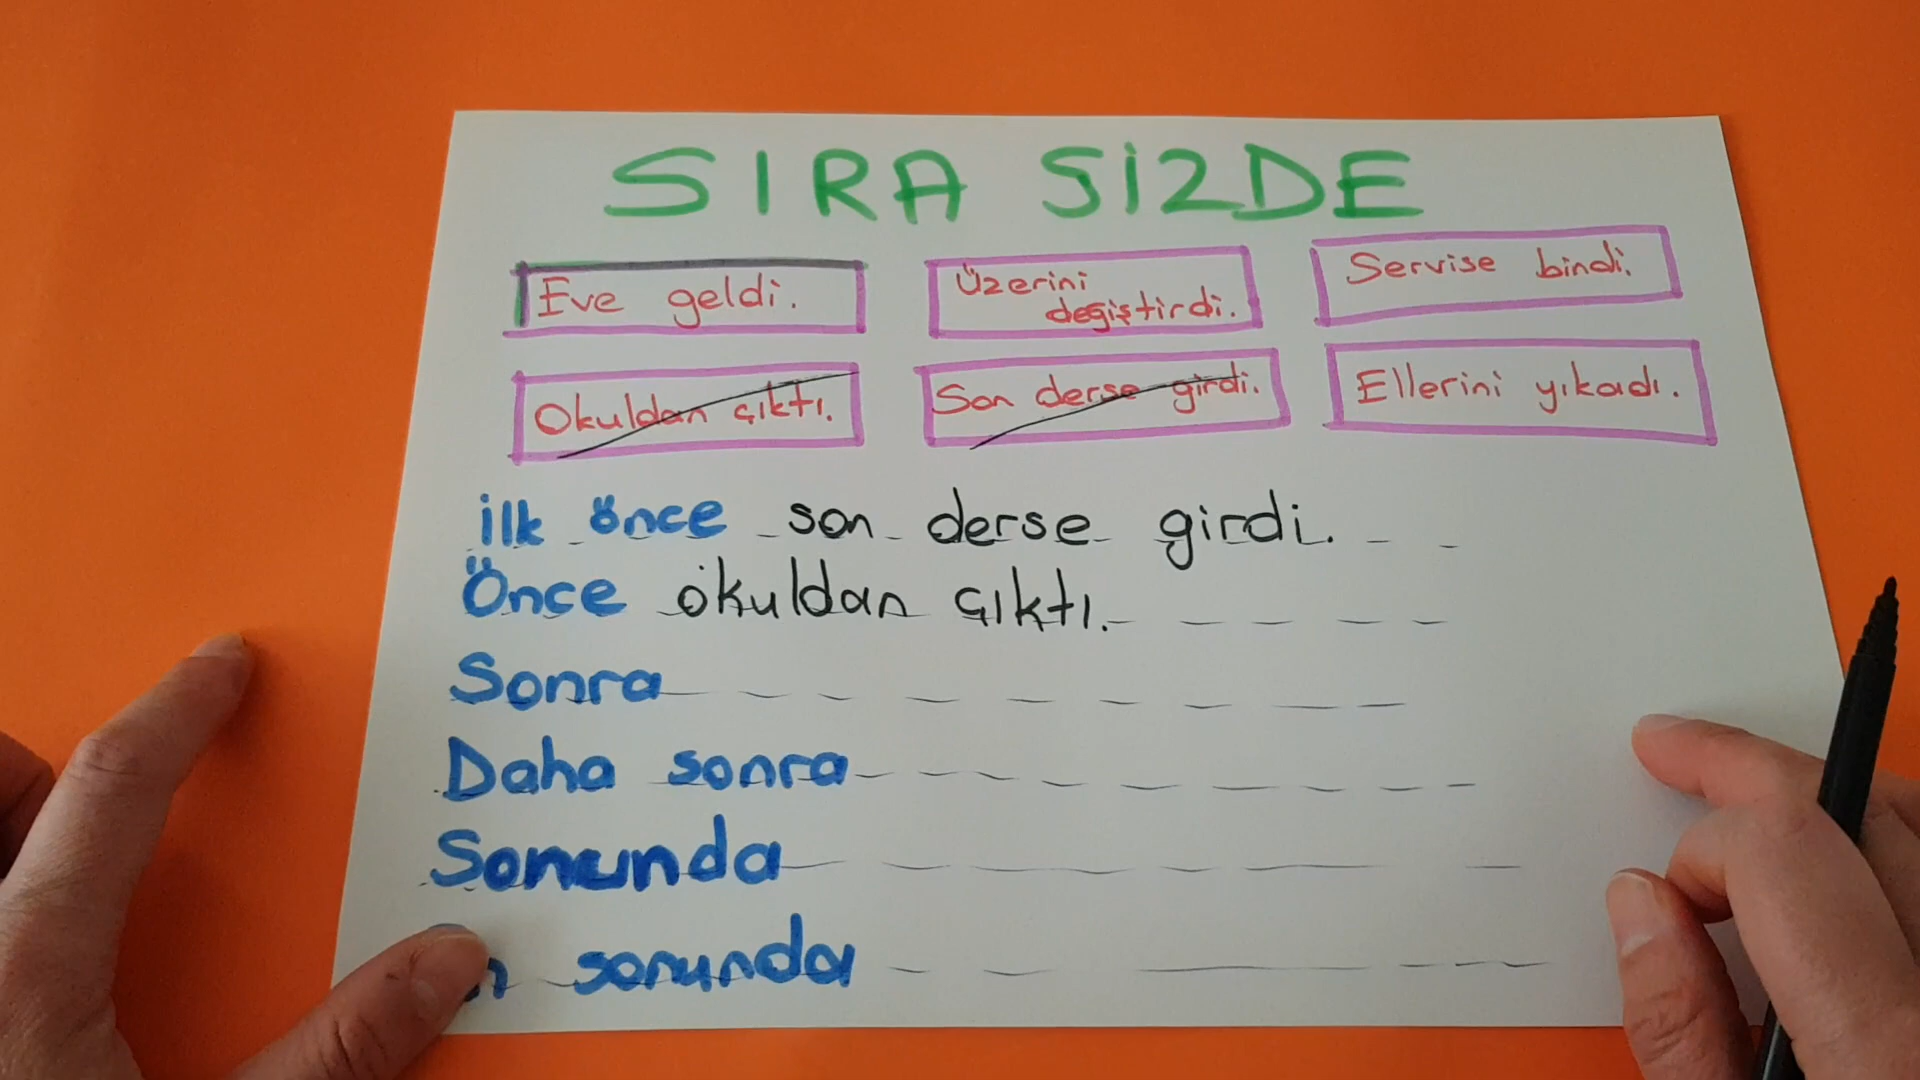 SIRA SİZDE
Eve geldi.
Üzerini
değiştirdi.
Servise bindi.
Okuldan çıktı.
Son derse girdi.
Ellerini yıkadı.
İlk önce son derse girdi.
Önce okuldan çıktı.
Sonra
Daha sonra
Sonunda
sonunda